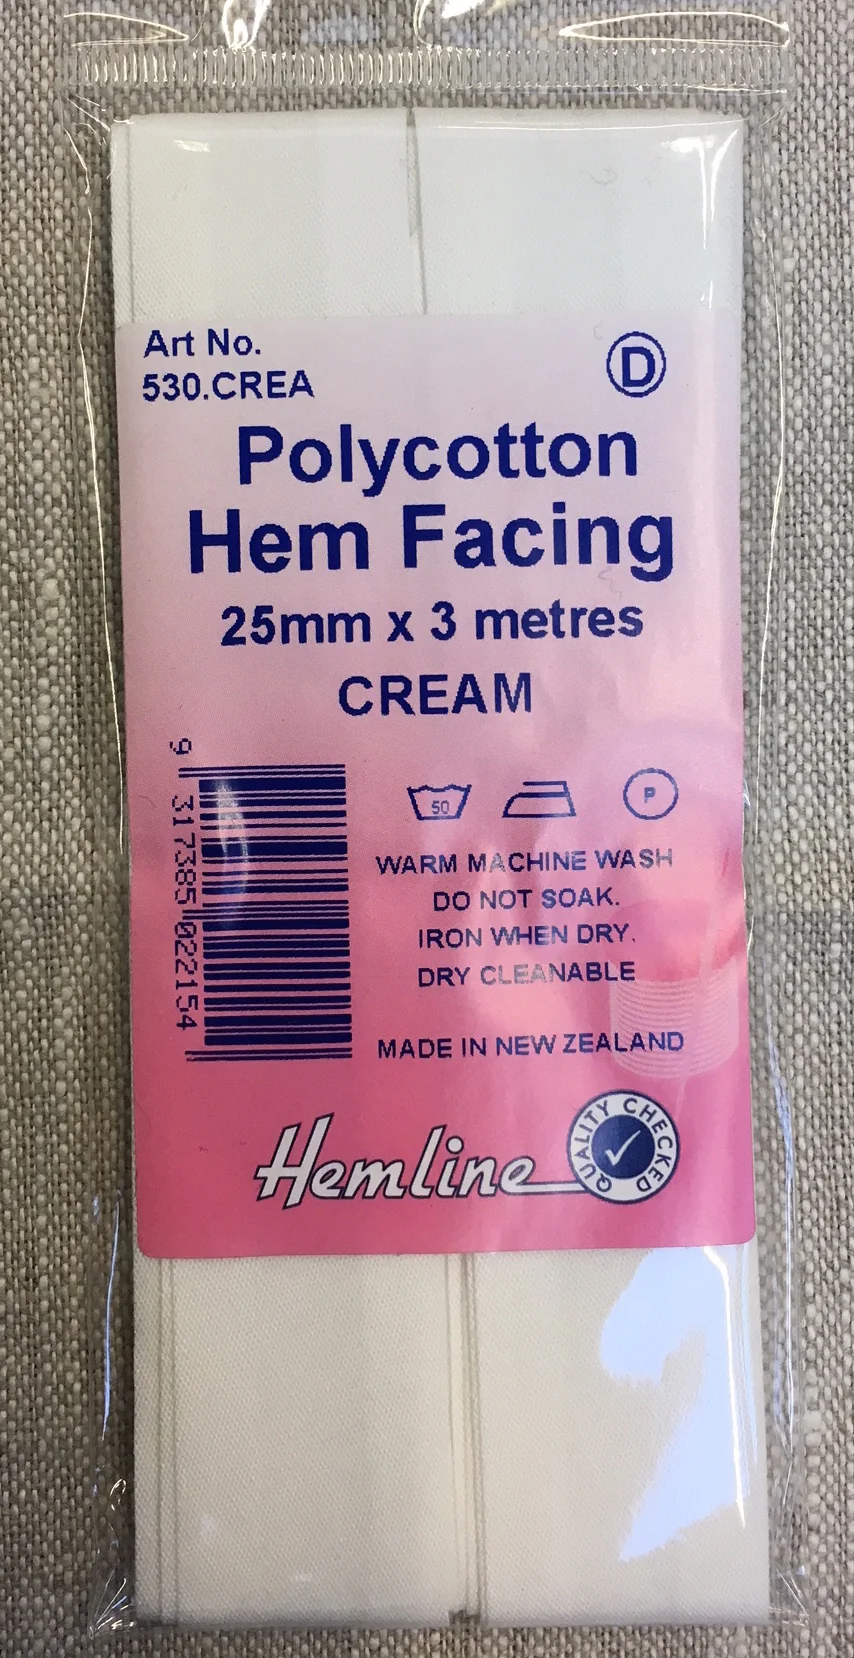 Art No.
530.CREA
D
Polycotton
Hem Facing
25mm x 3 metres
CREAM
9 317385 022154
50
P
WARM MACHINE WASH
DO NOT SOAK.
IRON WHEN DRY.
DRY CLEANABLE
MADE IN NEW ZEALAND
Hemline
QUALITY CHECKED